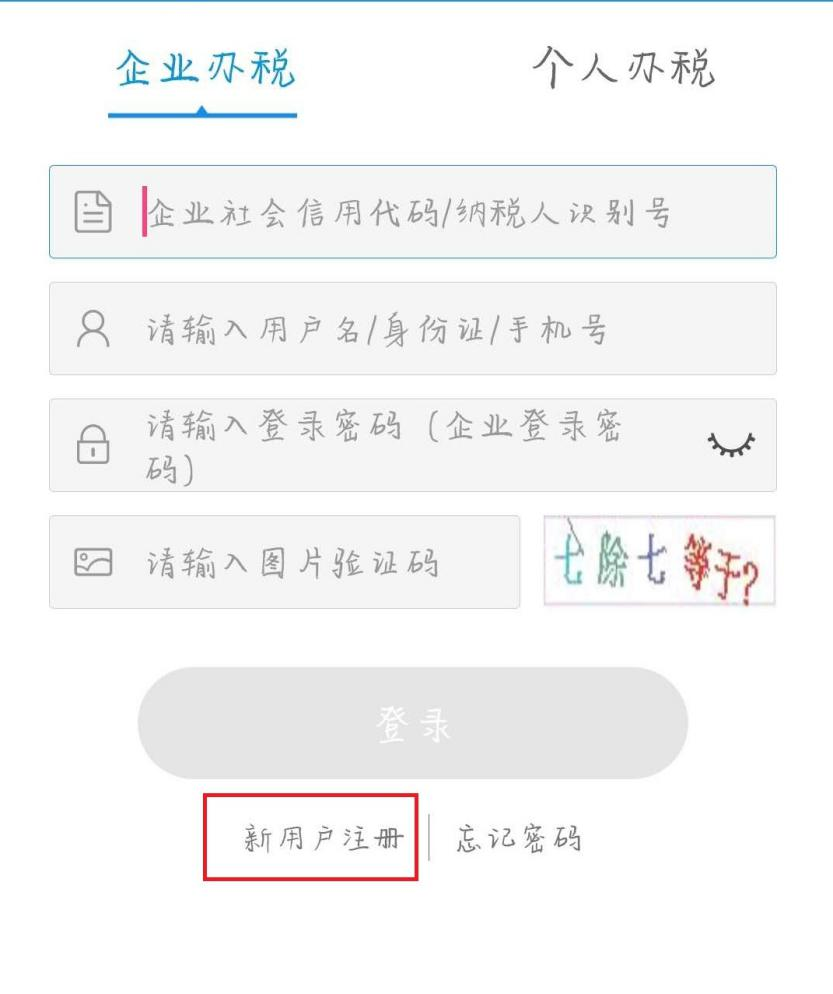 企业办税 个人办税
企业社会信用代码/纳税人识别号
请输入用户名/身份证/手机号
请输入登录密码（企业登录密
码）
请输入图片验证码 七除七等于?
登录
新用户注册 忘记密码